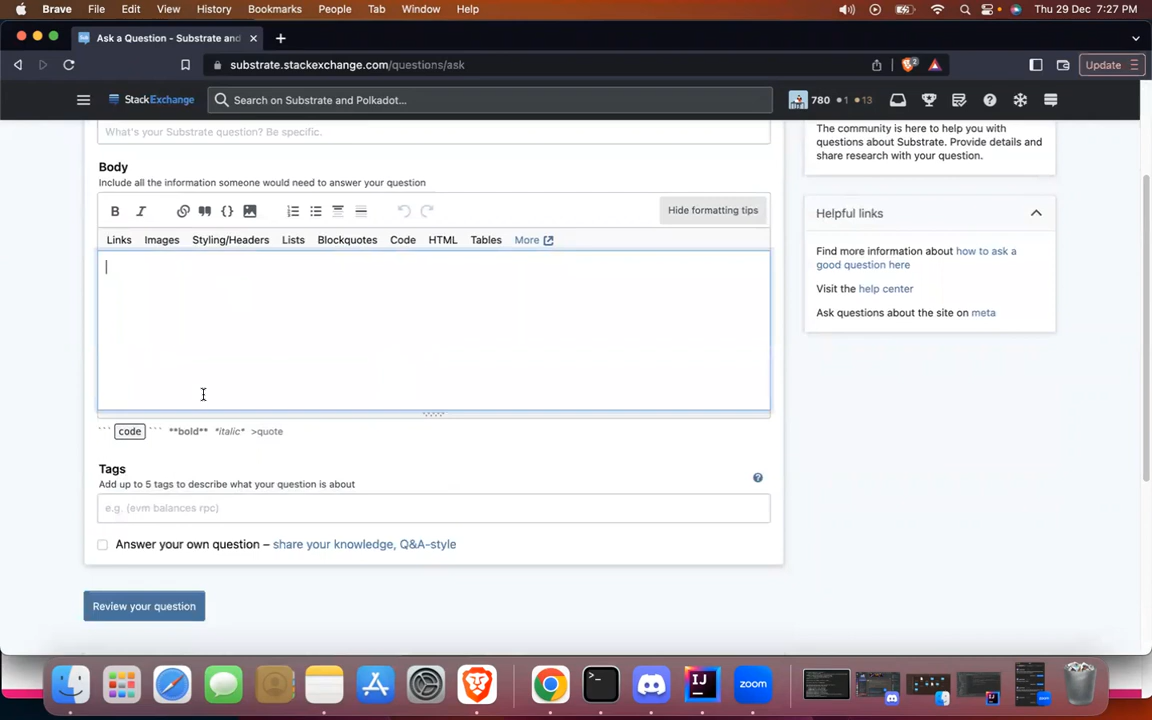 Brave File Edit View History Bookmarks People Tab Window Help Thu 29 Dec 7:27 PM
Ask a Question - Substrate and
substrate.stackexchange.com/questions/ask 2 Update
StackExchange Search on Substrate and Polkadot... 780 1 13
What's your Substrate question? Be specific.
The community is here to help you with
questions about Substrate. Provide details and
share research with your question.
Body
Include all the information someone would need to answer your question
Hide formatting tips
Links Images Styling/Headers Lists Blockquotes Code HTML Tables More
Helpful links
Find more information about how to ask a
good question here
Visit the help center
Ask questions about the site on meta
``` code ``` **bold** *italic* >quote
Tags
Add up to 5 tags to describe what your question is about
e.g. (evm balances rpc)
Answer your own question – share your knowledge, Q&A-style
Review your question
zoom